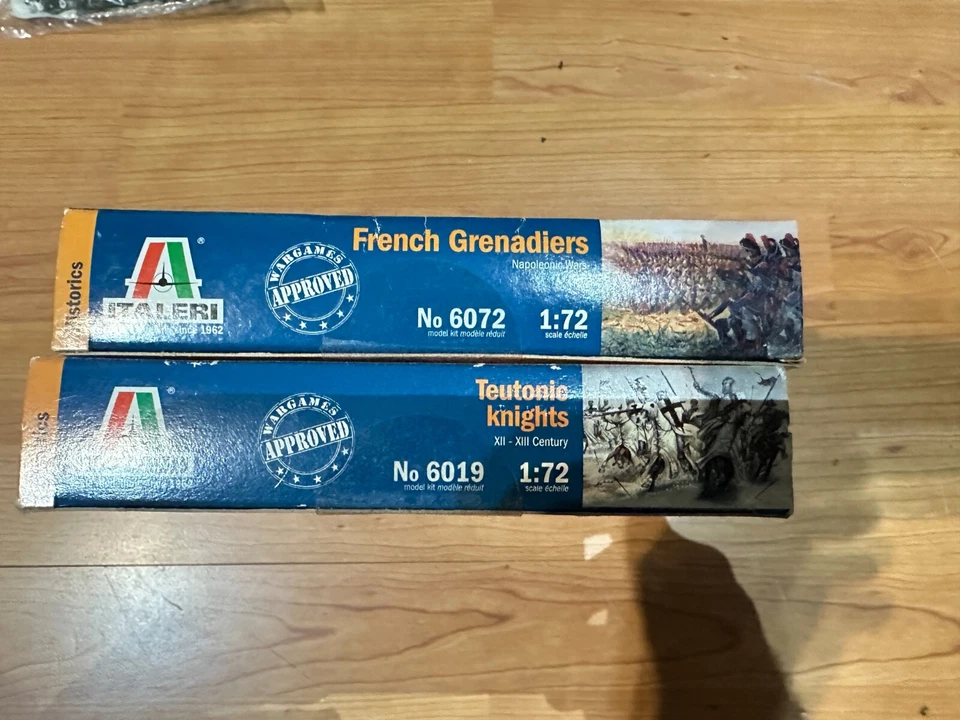 Historics
ITALERI
®
since 1962
WARGAMES
APPROVED
French Grenadiers
Napoleonic Wars
No 6072
model kit modèle réduit
1:72
scale échelle
®
WARGAMES
APPROVED
Teutonic
knights
XII - XIII Century
No 6019
model kit modèle réduit
1:72
scale échelle